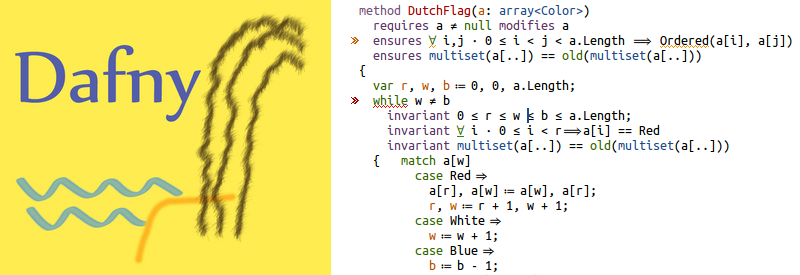 Dafny
method DutchFlag(a: array<Color>)
requires a ≠ null modifies a
ensures ∀ i,j · 0 ≤ i < j < a.Length ⟹ Ordered(a[i], a[j])
ensures multiset(a[..]) == old(multiset(a[..]))
{
var r, w, b ≔ 0, 0, a.Length;
while w ≠ b
invariant 0 ≤ r ≤ w ≤ b ≤ a.Length;
invariant ∀ i · 0 ≤ i < r⟹a[i] == Red
invariant multiset(a[..]) == old(multiset(a[..]))
{ match a[w]
case Red ⇒
a[r], a[w] ≔ a[w], a[r];
r, w ≔ r + 1, w + 1;
case White ⇒
w ≔ w + 1;
case Blue ⇒
b ≔ b - 1;